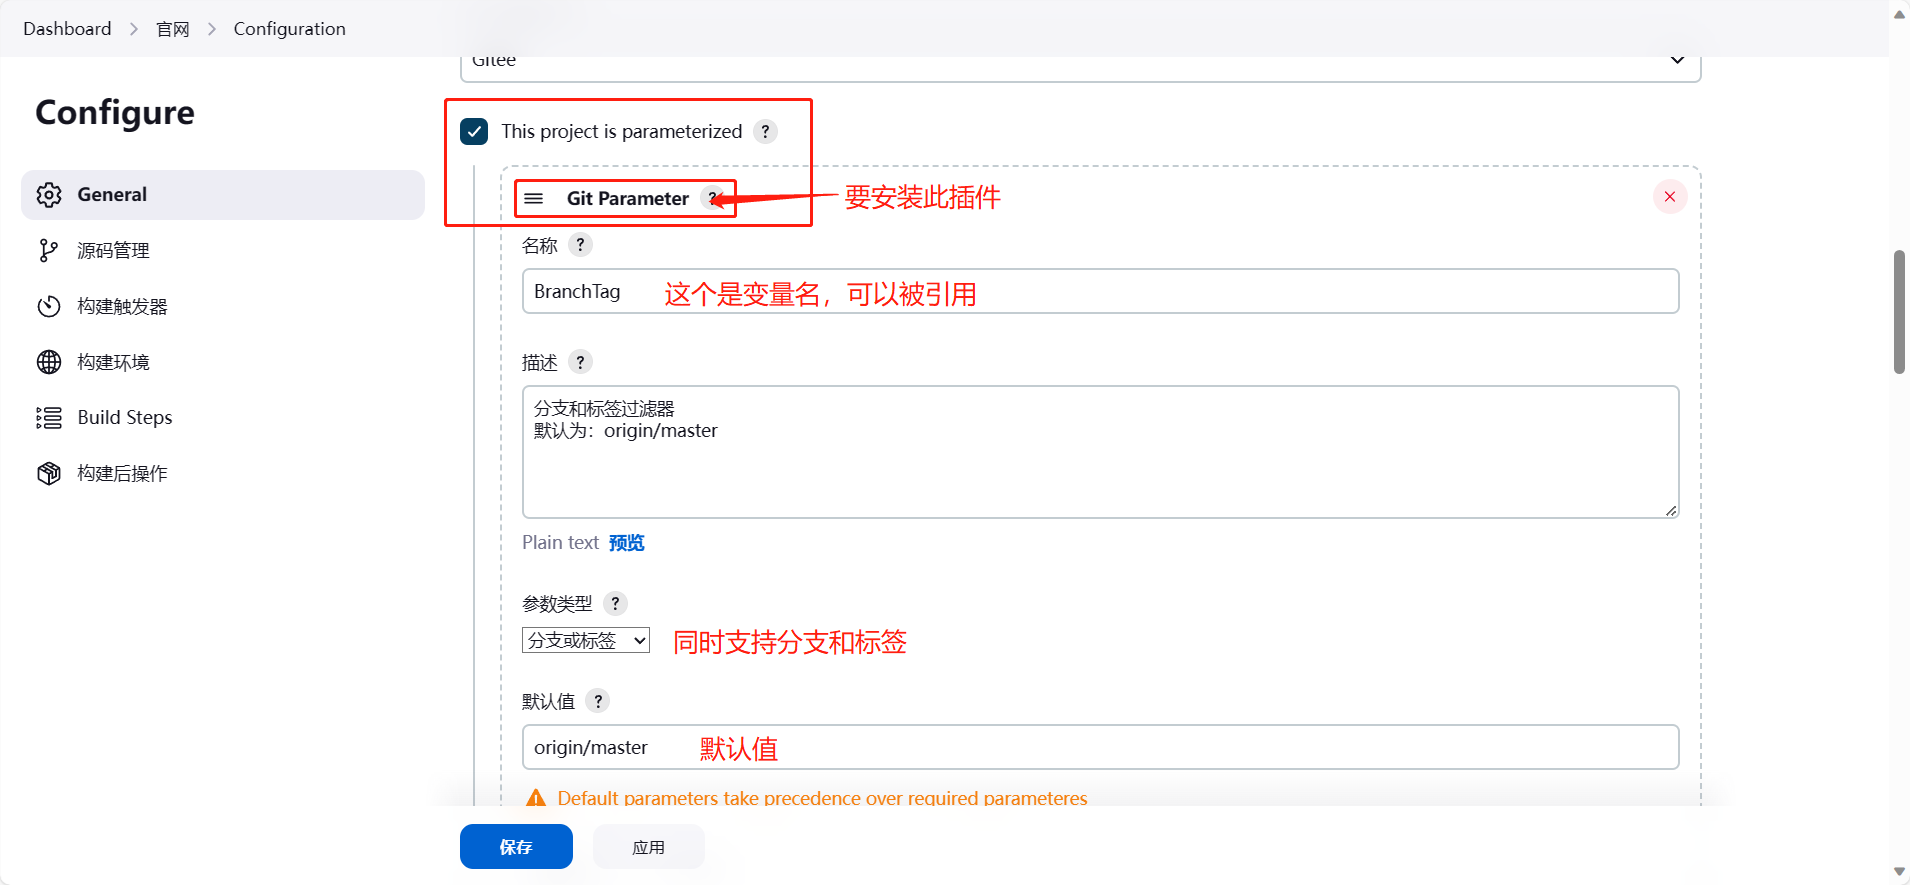 Dashboard > 官网 > Configuration
Gitee
Configure
General
源码管理
构建触发器
构建环境
Build Steps
构建后操作
This project is parameterized ?
Git Parameter ? 要安装此插件
名称 ?
BranchTag 这个是变量名，可以被引用
描述 ?
分支和标签过滤器
默认为：origin/master
Plain text 预览
参数类型 ?
分支或标签 同时支持分支和标签
默认值 ?
origin/master 默认值
Default parameters take precedence over required parameteres
保存 应用